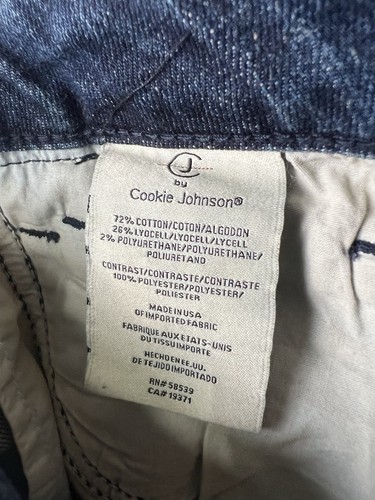 CJ
by
Cookie Johnson®
72% COTTON/COTON/ALGODON
26% LYOCELL/LYOCELL/LYCELL
2% POLYURETHANE/POLYURETHANE/
POLIURETANO
CONTRAST/CONTRASTE/CONTRASTE
100% POLYESTER/POLYESTER/
POLIESTER
MADE IN USA
OF IMPORTED FABRIC
FABRIQUE AUX ETATS-UNIS
DU TISSU IMPORTE
HECHO EN EE.UU.
DE TEJIDO IMPORTADO
RN# 58539
CA# 19371